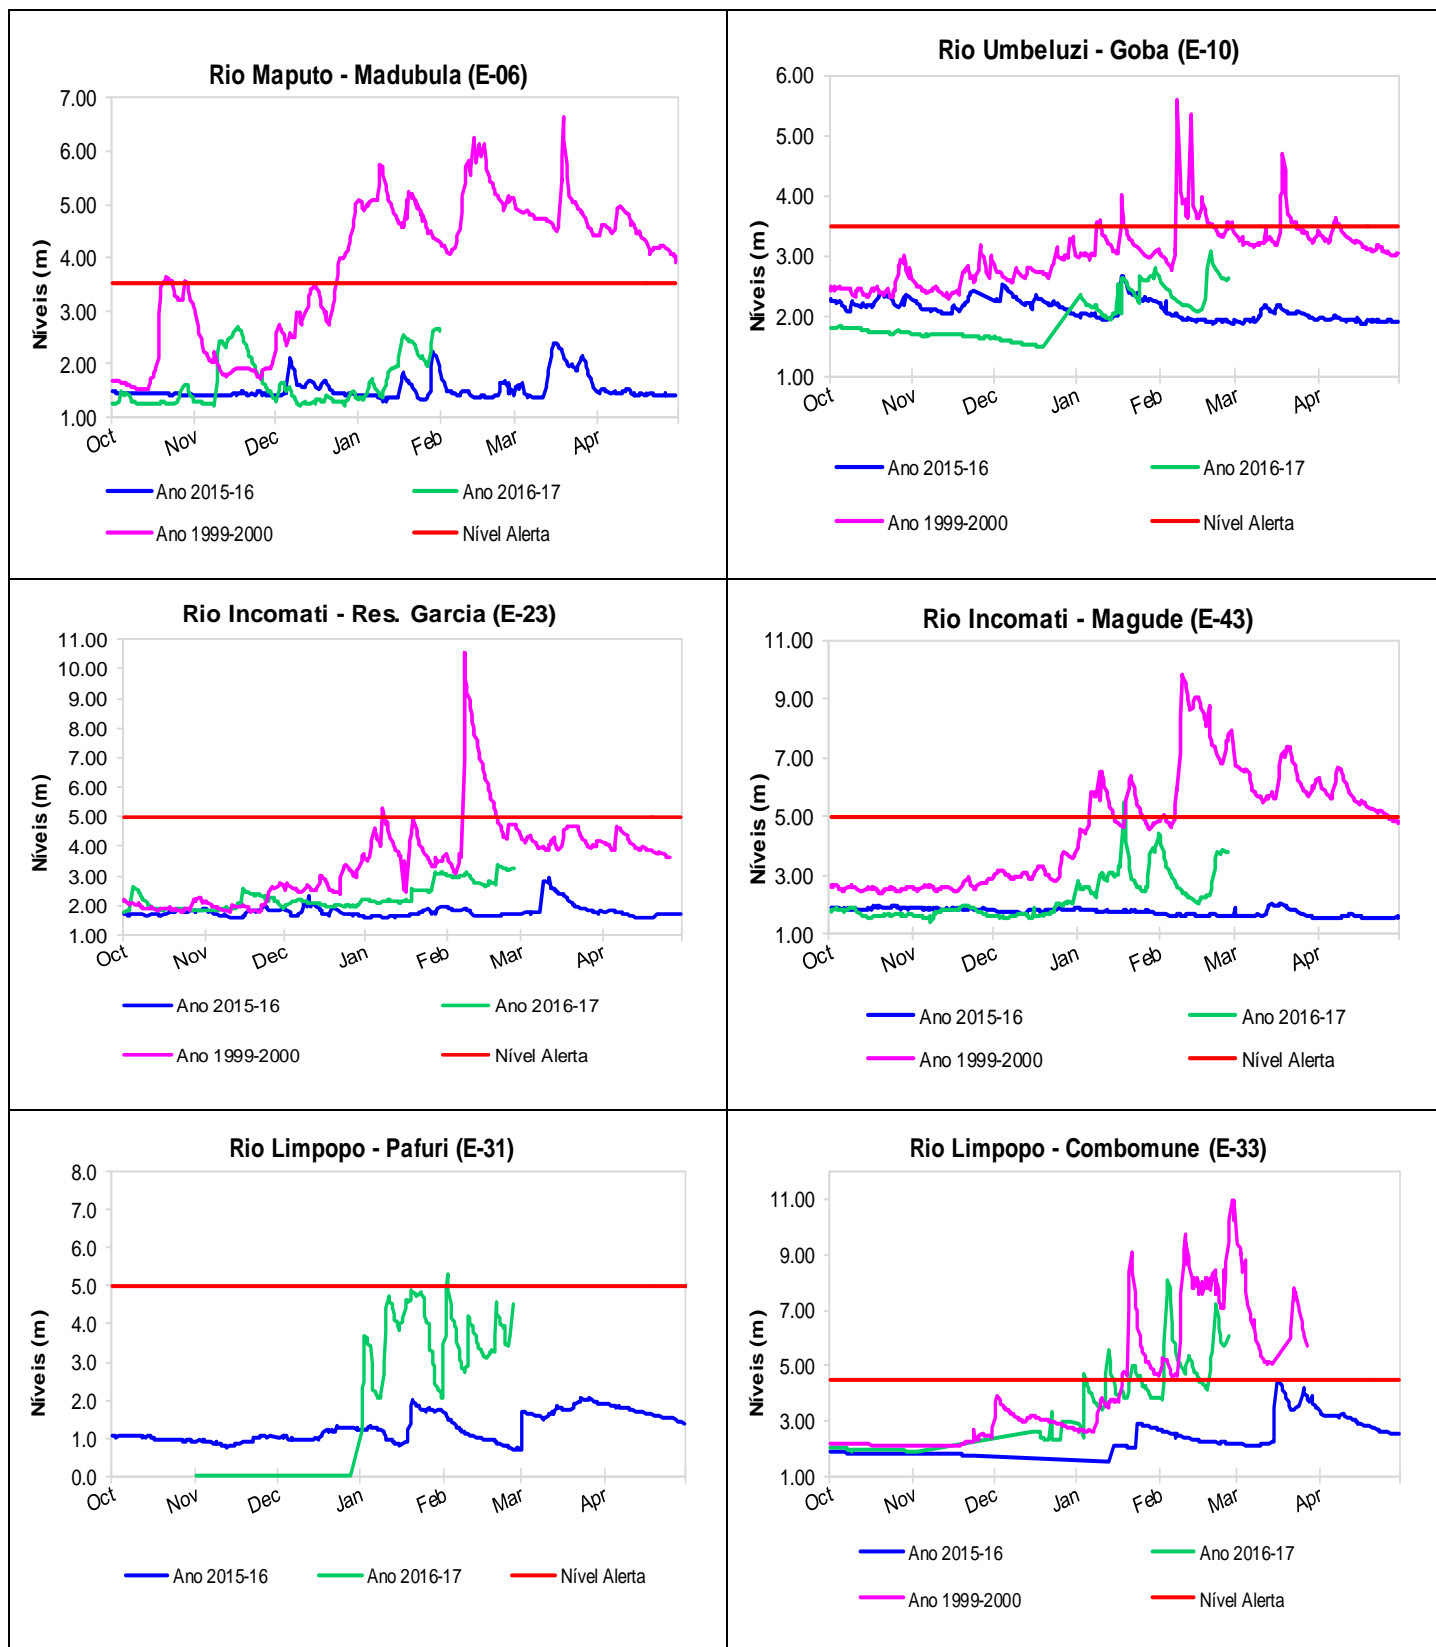 Rio Maputo - Madubula (E-06)
Níveis (m)
7.00
6.00
5.00
4.00
3.00
2.00
1.00
Oct Nov Dec Jan Feb Mar Apr
Ano 2015-16 Ano 2016-17
Ano 1999-2000 Nível Alerta
Rio Umbeluzi - Goba (E-10)
Níveis (m)
6.00
5.00
4.00
3.00
2.00
1.00
Oct Nov Dec Jan Feb Mar Apr
Ano 2015-16 Ano 2016-17
Ano 1999-2000 Nível Alerta
Rio Incomati - Res. Garcia (E-23)
Níveis (m)
11.00
10.00
9.00
8.00
7.00
6.00
5.00
4.00
3.00
2.00
1.00
Oct Nov Dec Jan Feb Mar Apr
Ano 2015-16 Ano 2016-17
Ano 1999-2000 Nível Alerta
Rio Incomati - Magude (E-43)
Níveis (m)
11.00
9.00
7.00
5.00
3.00
1.00
Oct Nov Dec Jan Feb Mar Apr
Ano 2015-16 Ano 2016-17
Ano 1999-2000 Nível Alerta
Rio Limpopo - Pafuri (E-31)
Níveis (m)
8.0
7.0
6.0
5.0
4.0
3.0
2.0
1.0
0.0
Oct Nov Dec Jan Feb Mar Apr
Ano 2015-16 Ano 2016-17 Nível Alerta
Rio Limpopo - Combomune (E-33)
Níveis (m)
11.00
9.00
7.00
5.00
3.00
1.00
Oct Nov Dec Jan Feb Mar Apr
Ano 2015-16 Ano 2016-17
Ano 1999-2000 Nível Alerta